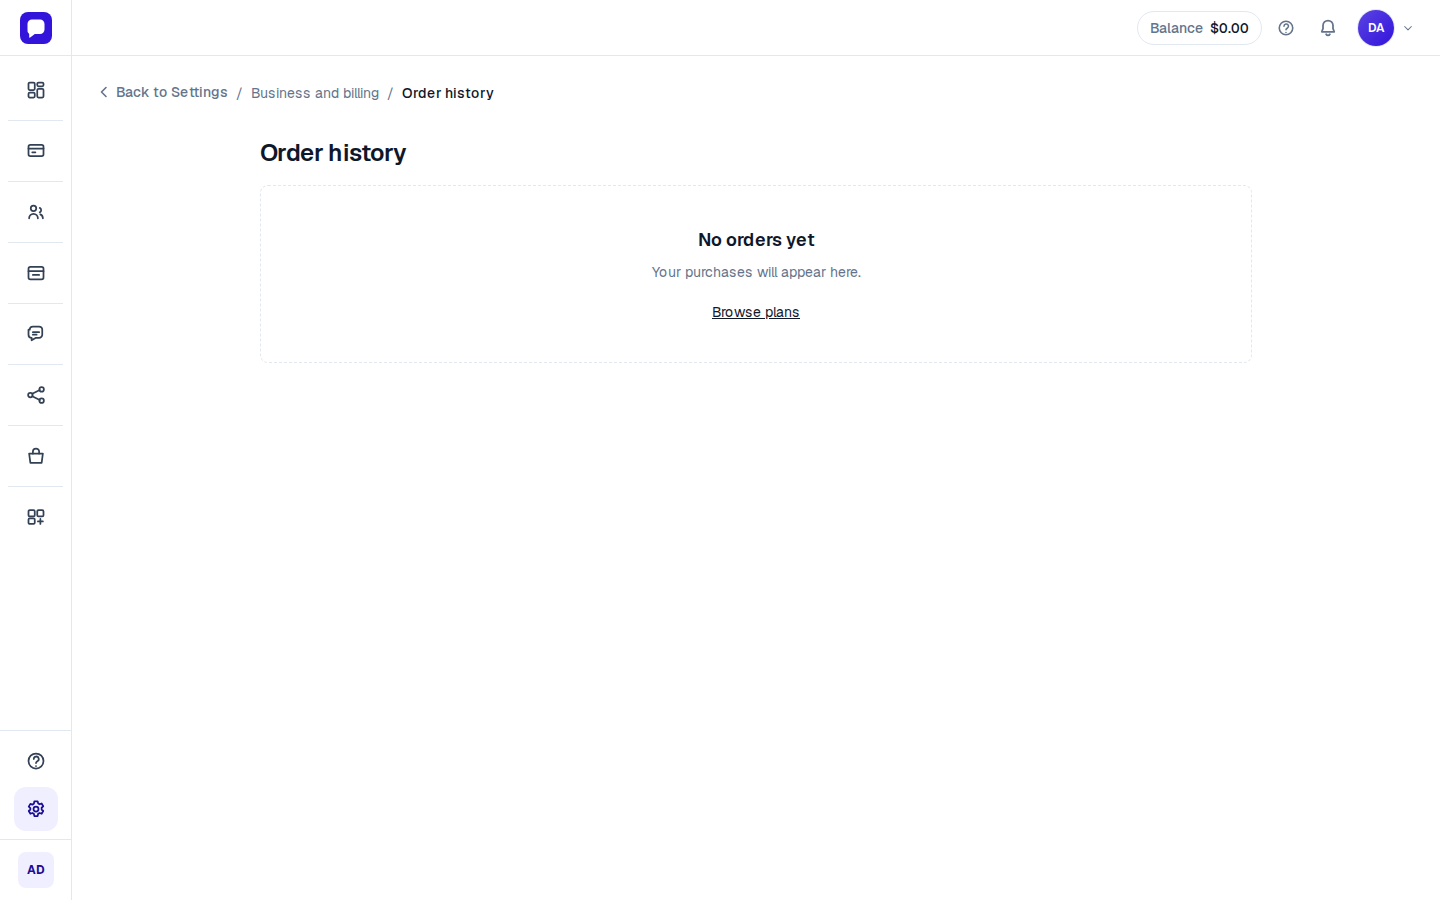 Balance $0.00
DA
Back to Settings / Business and billing / Order history
Order history
No orders yet
Your purchases will appear here.
Browse plans
AD